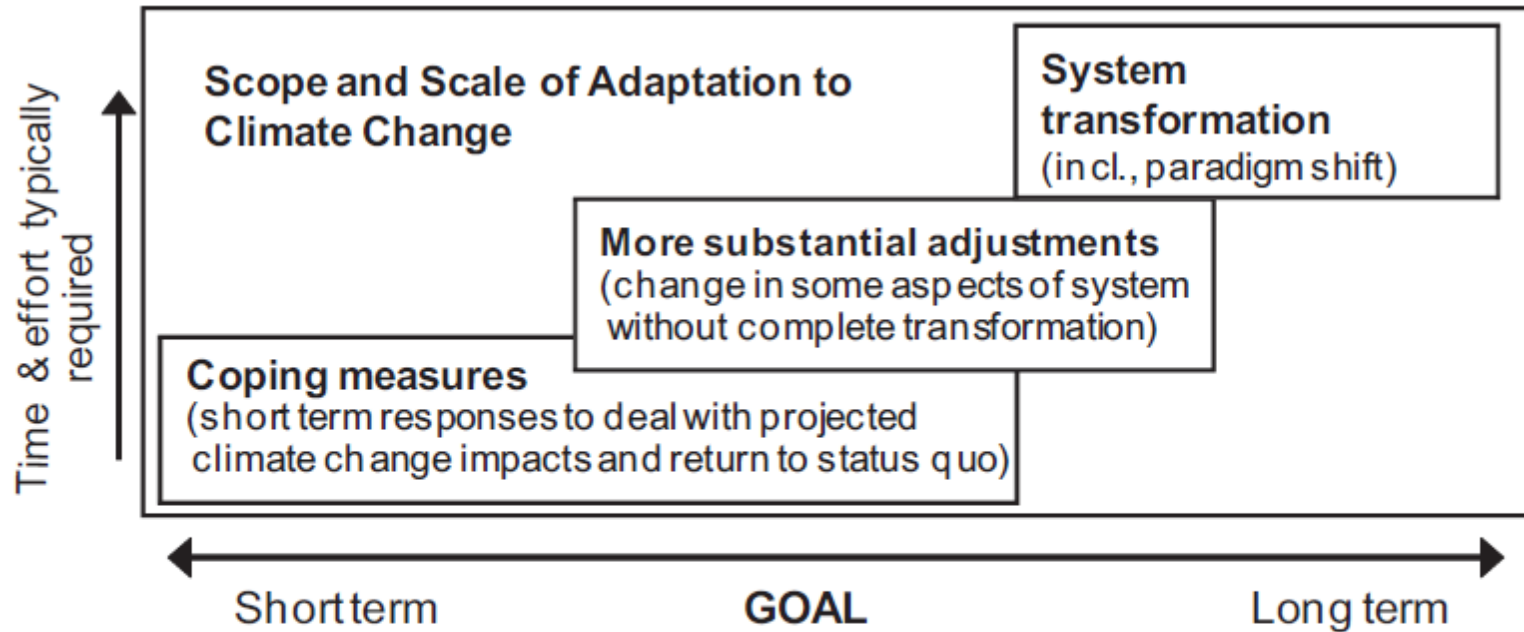 Scope and Scale of Adaptation to
Climate Change
System
transformation
(incl., paradigm shift)
More substantial adjustments
(change in some aspects of system
without complete transformation)
Coping measures
(short term responses to deal with projected
climate change impacts and return to status quo)
Time & effort typically
required
Short term GOAL Long term